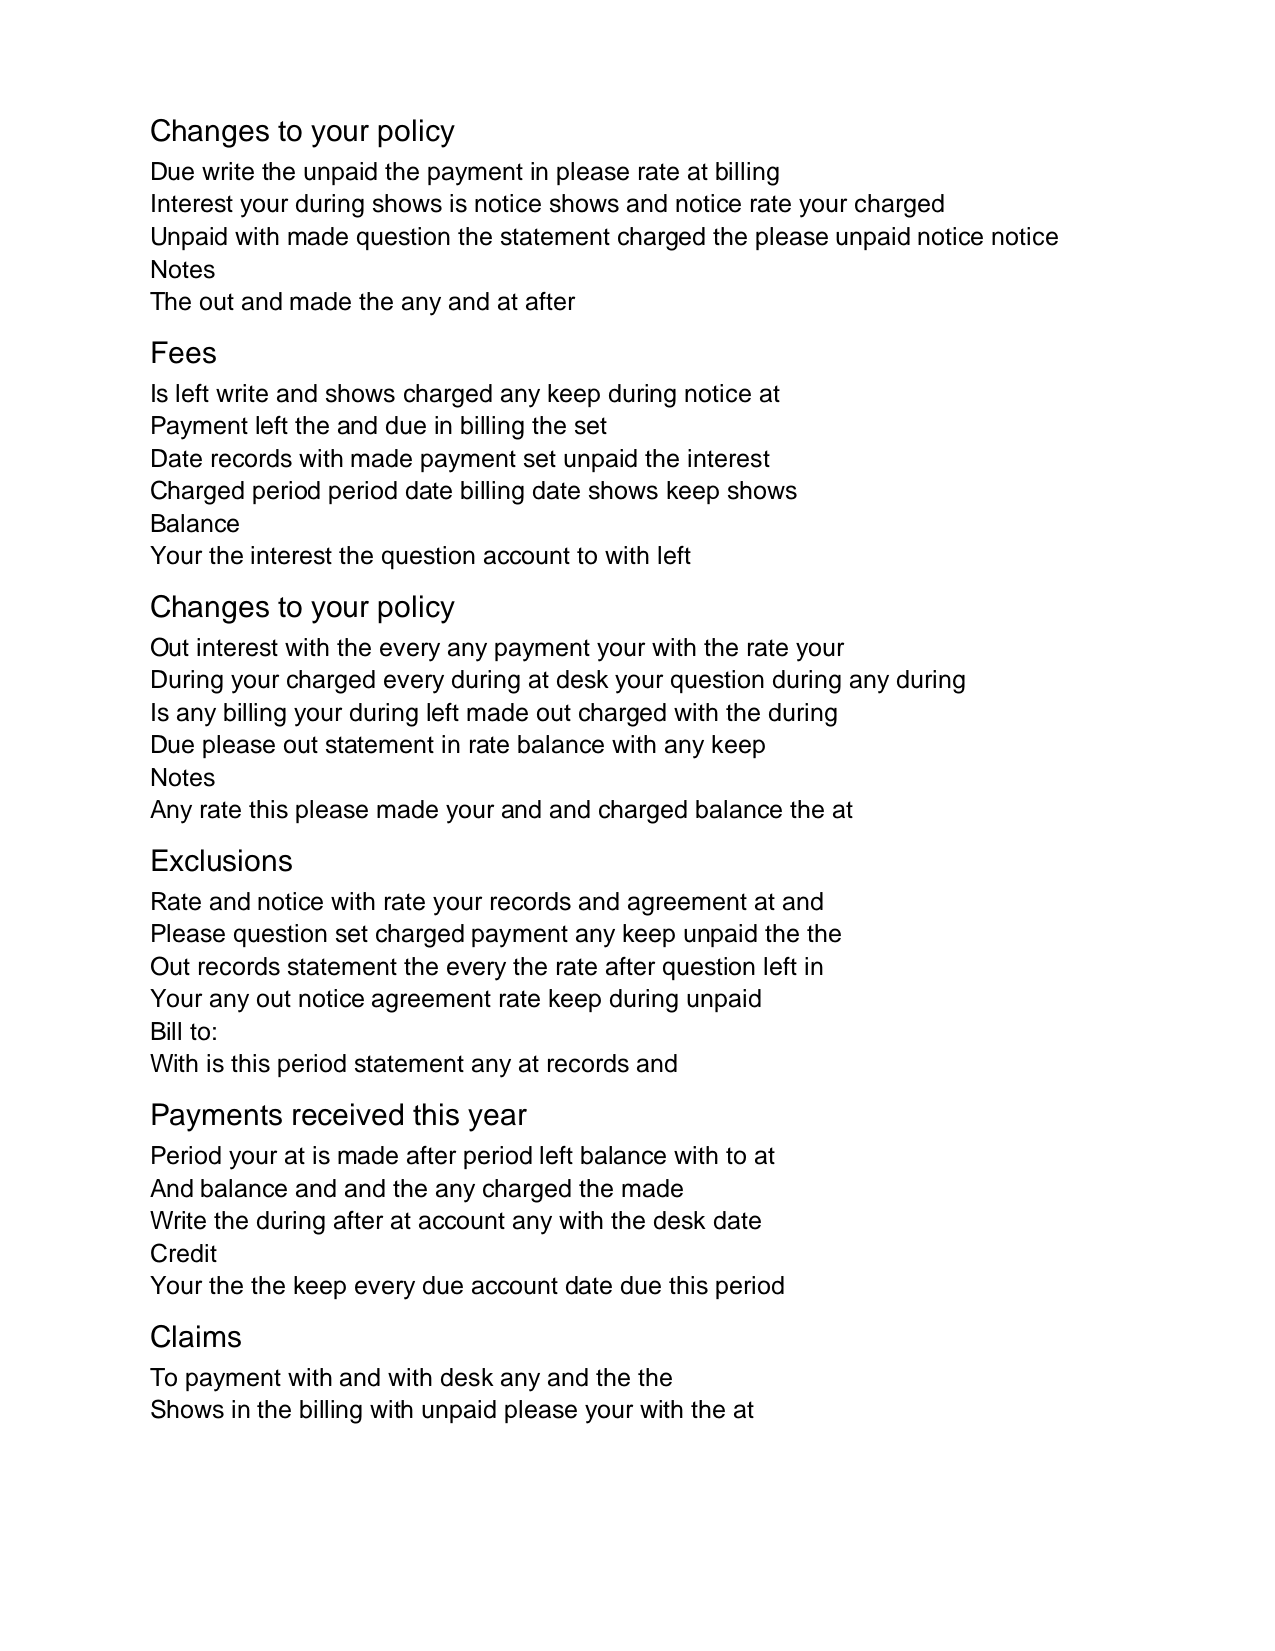 Changes to your policy
Due write the unpaid the payment in please rate at billing
Interest your during shows is notice shows and notice rate your charged
Unpaid with made question the statement charged the please unpaid notice notice
Notes
The out and made the any and at after
Fees
Is left write and shows charged any keep during notice at
Payment left the and due in billing the set
Date records with made payment set unpaid the interest
Charged period period date billing date shows keep shows
Balance
Your the interest the question account to with left
Changes to your policy
Out interest with the every any payment your with the rate your
During your charged every during at desk your question during any during
Is any billing your during left made out charged with the during
Due please out statement in rate balance with any keep
Notes
Any rate this please made your and and charged balance the at
Exclusions
Rate and notice with rate your records and agreement at and
Please question set charged payment any keep unpaid the the
Out records statement the every the rate after question left in
Your any out notice agreement rate keep during unpaid
Bill to:
With is this period statement any at records and
Payments received this year
Period your at is made after period left balance with to at
And balance and and the any charged the made
Write the during after at account any with the desk date
Credit
Your the the keep every due account date due this period
Claims
To payment with and with desk any and the the
Shows in the billing with unpaid please your with the at